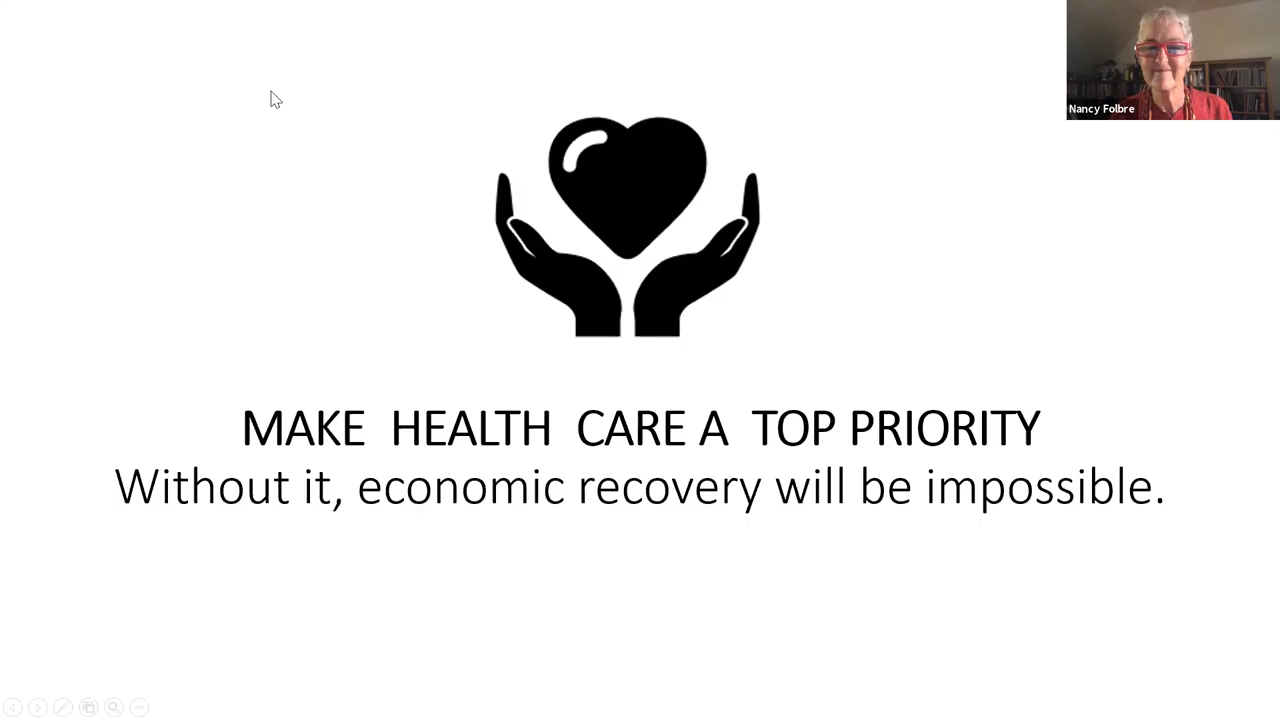 Nancy Folbre
MAKE HEALTH CARE A TOP PRIORITY
Without it, economic recovery will be impossible.